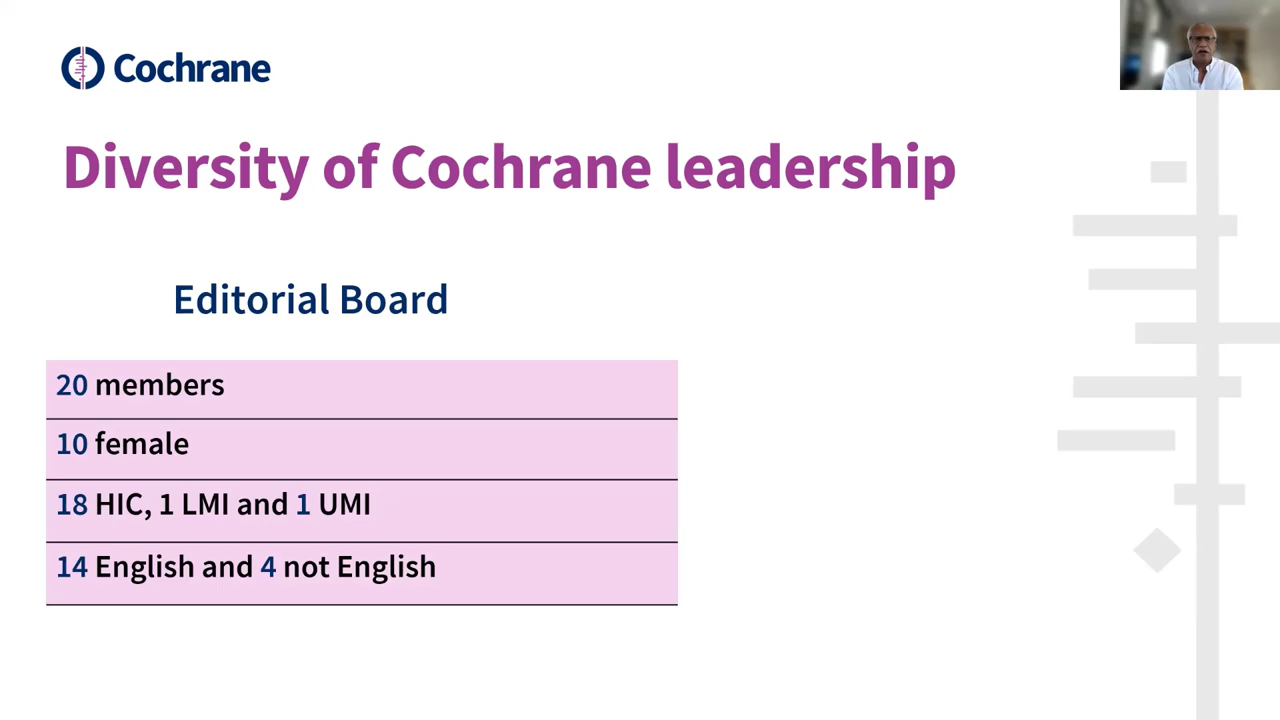 Cochrane
Diversity of Cochrane leadership
Editorial Board
20 members
10 female
18 HIC, 1 LMI and 1 UMI
14 English and 4 not English